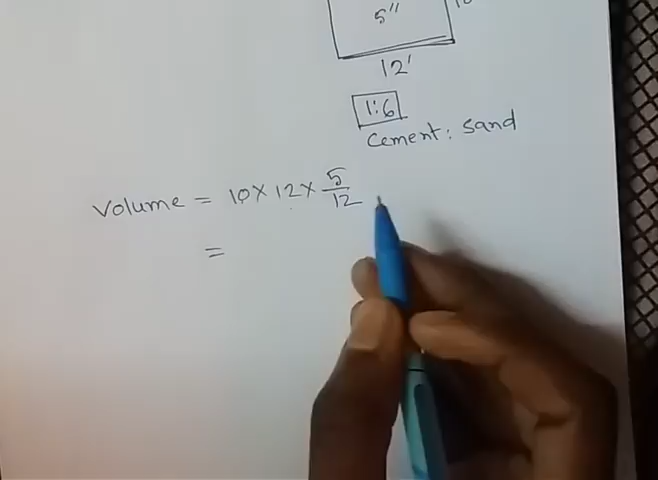 5"
12'
1:6
Cement: Sand
Volume = 10 × 12 × 5/12
=